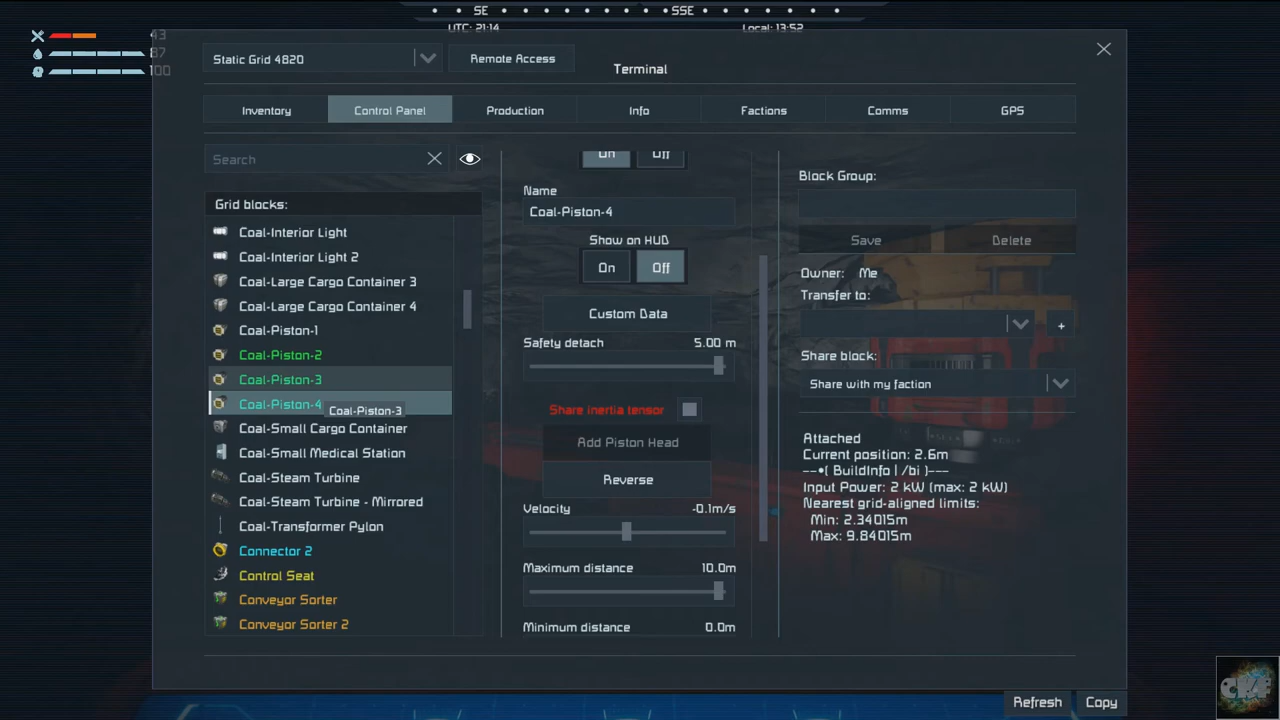 SE
SSE
UTC: 21:14
Local: 13:52
43
87
100
Static Grid 4820
Remote Access
Terminal
Inventory
Control Panel
Production
Info
Factions
Comms
GPS
Search
Grid blocks:
Coal-Interior Light
Coal-Interior Light 2
Coal-Large Cargo Container 3
Coal-Large Cargo Container 4
Coal-Piston-1
Coal-Piston-2
Coal-Piston-3
Coal-Piston-4
Coal-Piston-3
Coal-Small Cargo Container
Coal-Small Medical Station
Coal-Steam Turbine
Coal-Steam Turbine - Mirrored
Coal-Transformer Pylon
Connector 2
Control Seat
Conveyor Sorter
Conveyor Sorter 2
On
Off
Name
Coal-Piston-4
Show on HUD
On
Off
Custom Data
Safety detach 5.00 m
Share inertia tensor
Add Piston Head
Reverse
Velocity -0.1m/s
Maximum distance 10.0m
Minimum distance 0.0m
Block Group:
Save
Delete
Owner: Me
Transfer to:
+
Share block:
Share with my faction
Attached
Current position: 2.6m
--•( BuildInfo | /bi )---
Input Power: 2 kW (max: 2 kW)
Nearest grid-aligned limits:
Min: 2.34015m
Max: 9.84015m
Refresh
Copy